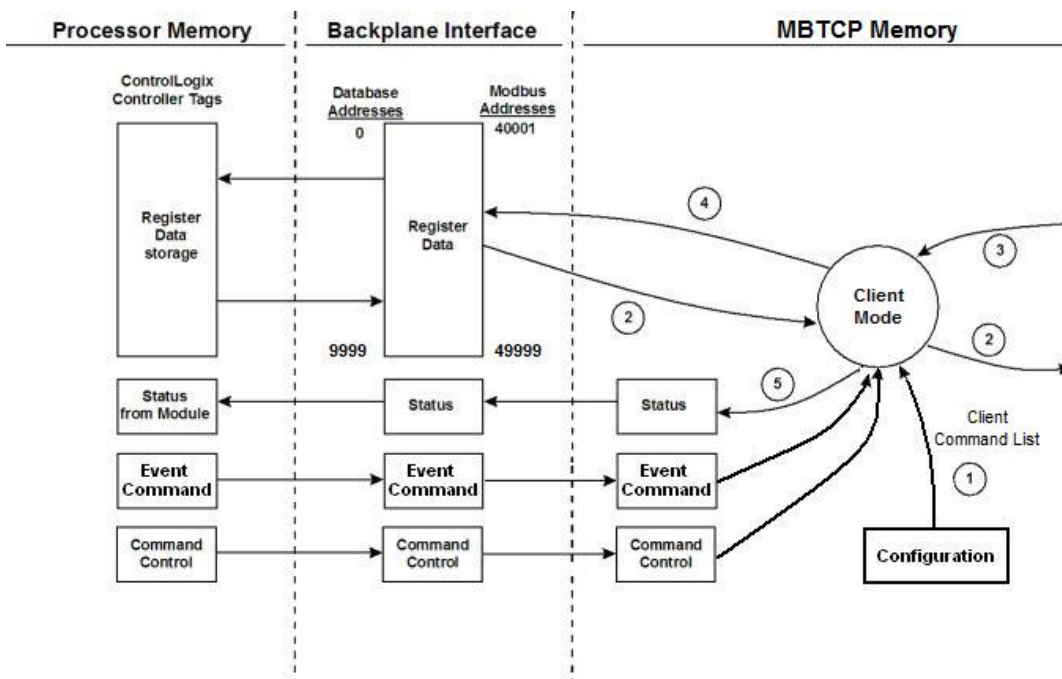 Processor Memory
Backplane Interface
MBTCP Memory
ControlLogix
Controller Tags
Database
Addresses
0
Modbus
Addresses
40001
Register
Data
storage
Register
Data
4
3
Client
Mode
2
2
9999
49999
Status
from Module
Status
Status
5
Client
Command List
1
Event
Command
Event
Command
Event
Command
Command
Control
Command
Control
Command
Control
Configuration